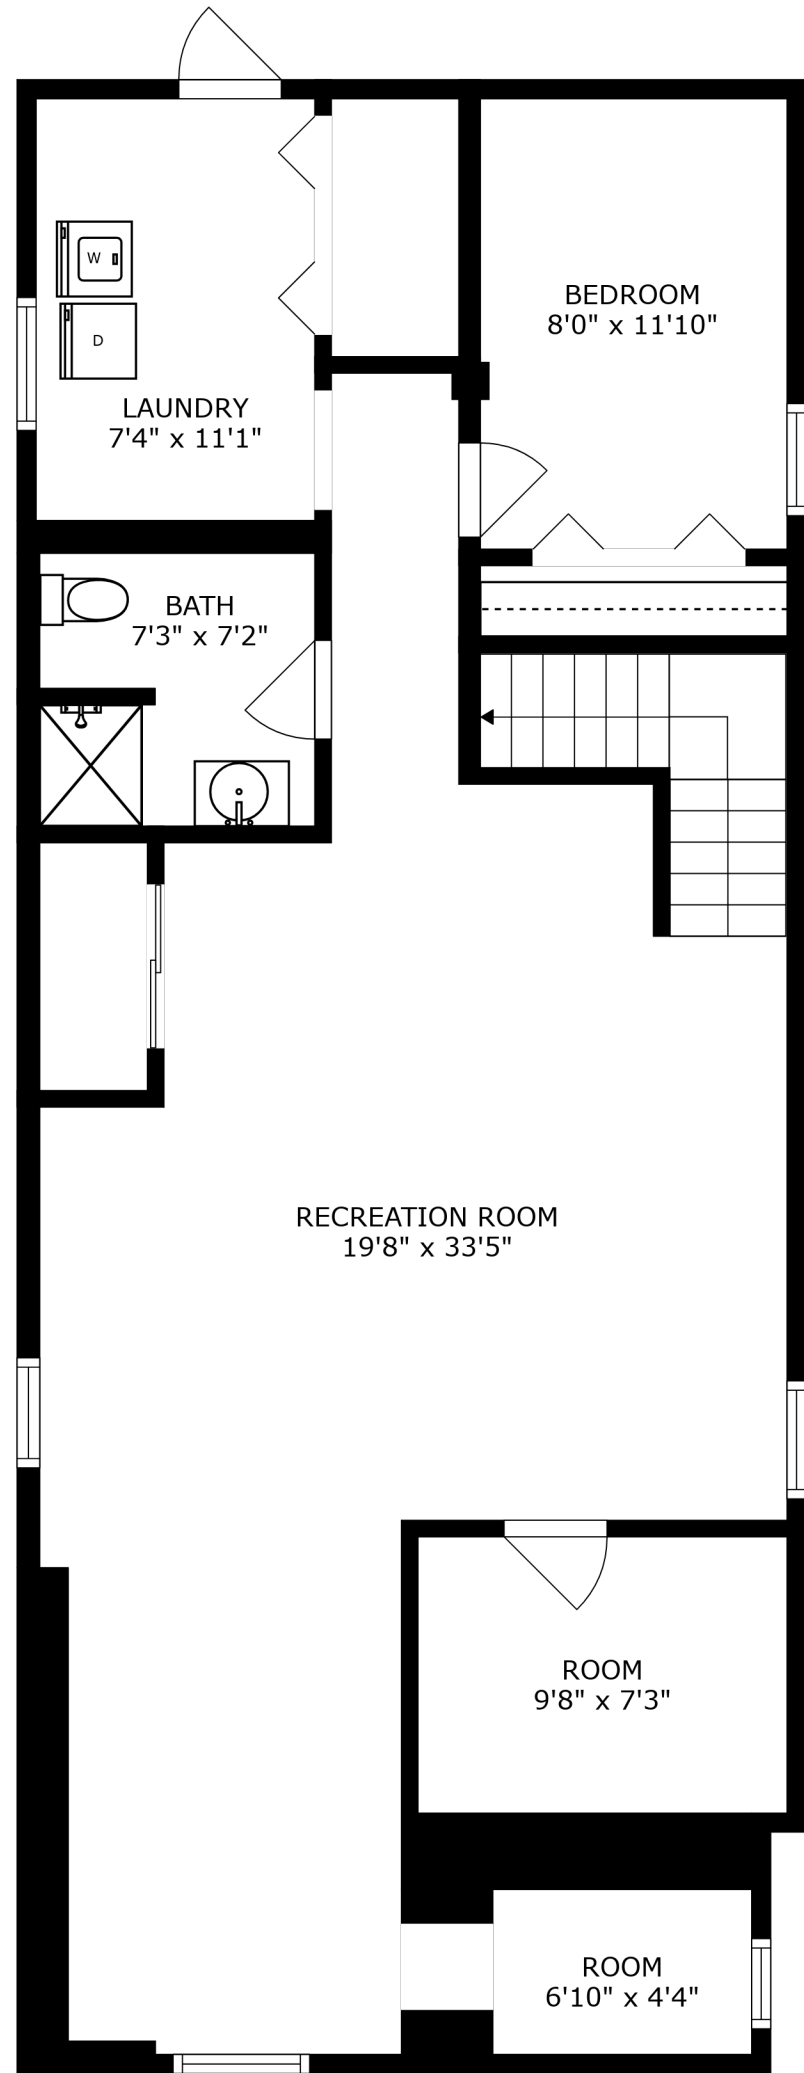 W
D
LAUNDRY
7'4" x 11'1"
BEDROOM
8'0" x 11'10"
BATH
7'3" x 7'2"
RECREATION ROOM
19'8" x 33'5"
ROOM
9'8" x 7'3"
ROOM
6'10" x 4'4"